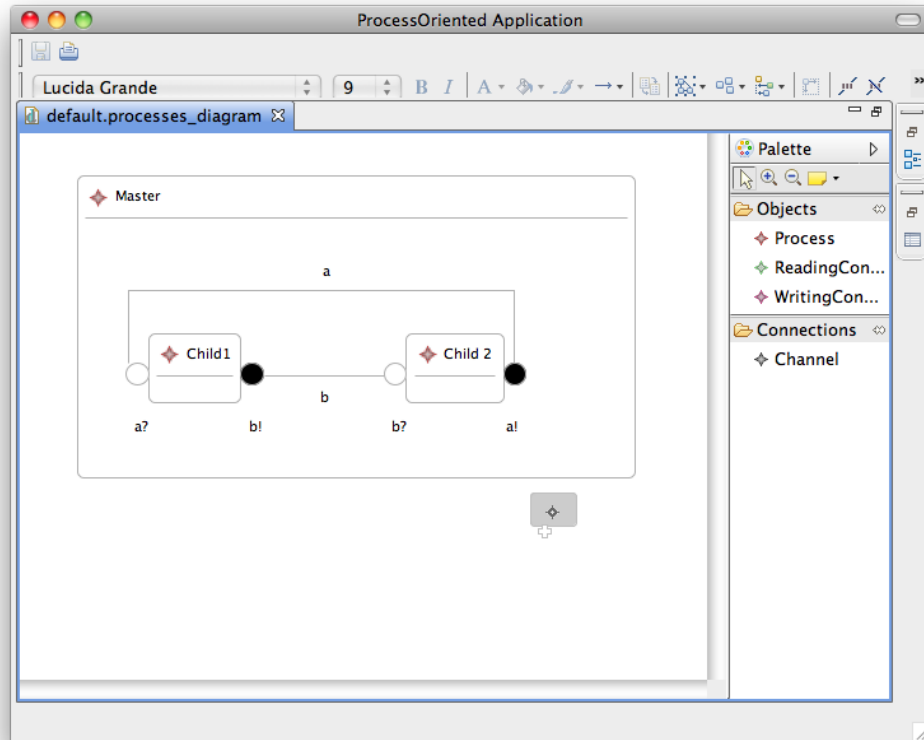 ProcessOriented Application
Lucida Grande 9 B I A
default.processes_diagram
Palette
Master
Objects
Process
a
ReadingCon...
WritingCon...
Connections
Child1 Child 2
Channel
b
a? b! b? a!